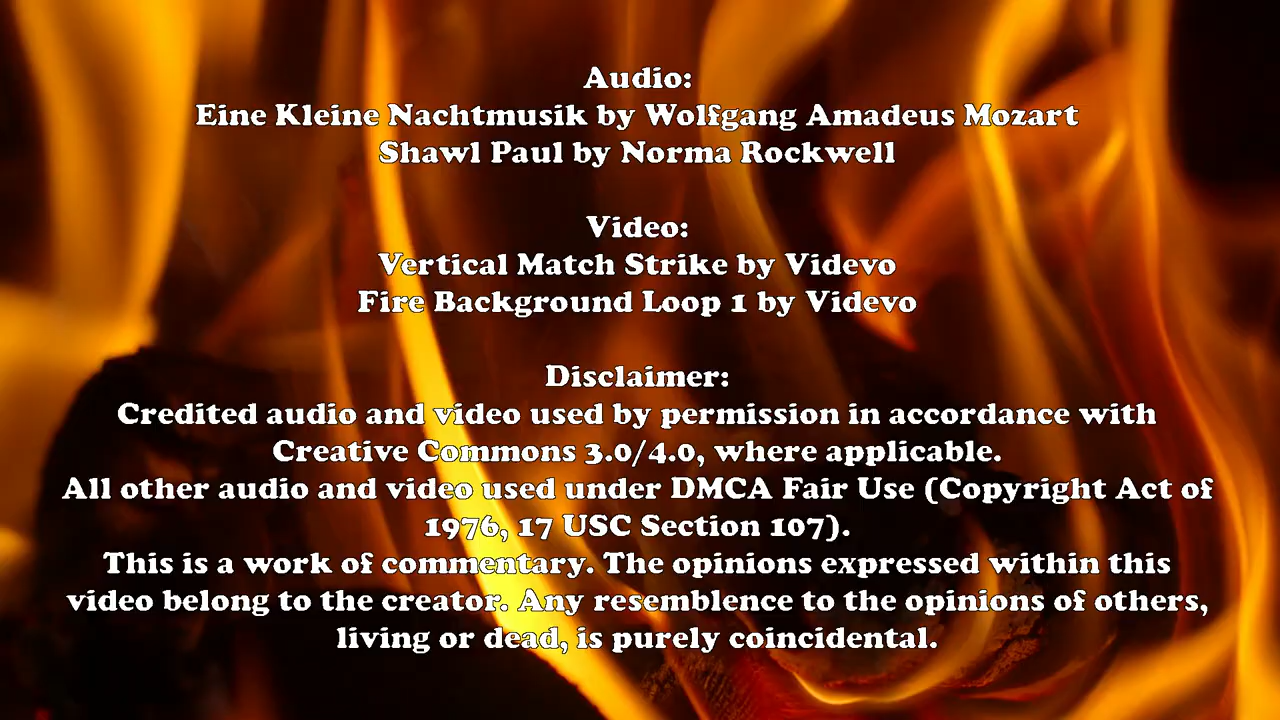 Audio:
Eine Kleine Nachtmusik by Wolfgang Amadeus Mozart
Shawl Paul by Norma Rockwell
Video:
Vertical Match Strike by Videvo
Fire Background Loop 1 by Videvo
Disclaimer:
Credited audio and video used by permission in accordance with
Creative Commons 3.0/4.0, where applicable.
All other audio and video used under DMCA Fair Use (Copyright Act of
1976, 17 USC Section 107).
This is a work of commentary. The opinions expressed within this
video belong to the creator. Any resemblence to the opinions of others,
living or dead, is purely coincidental.